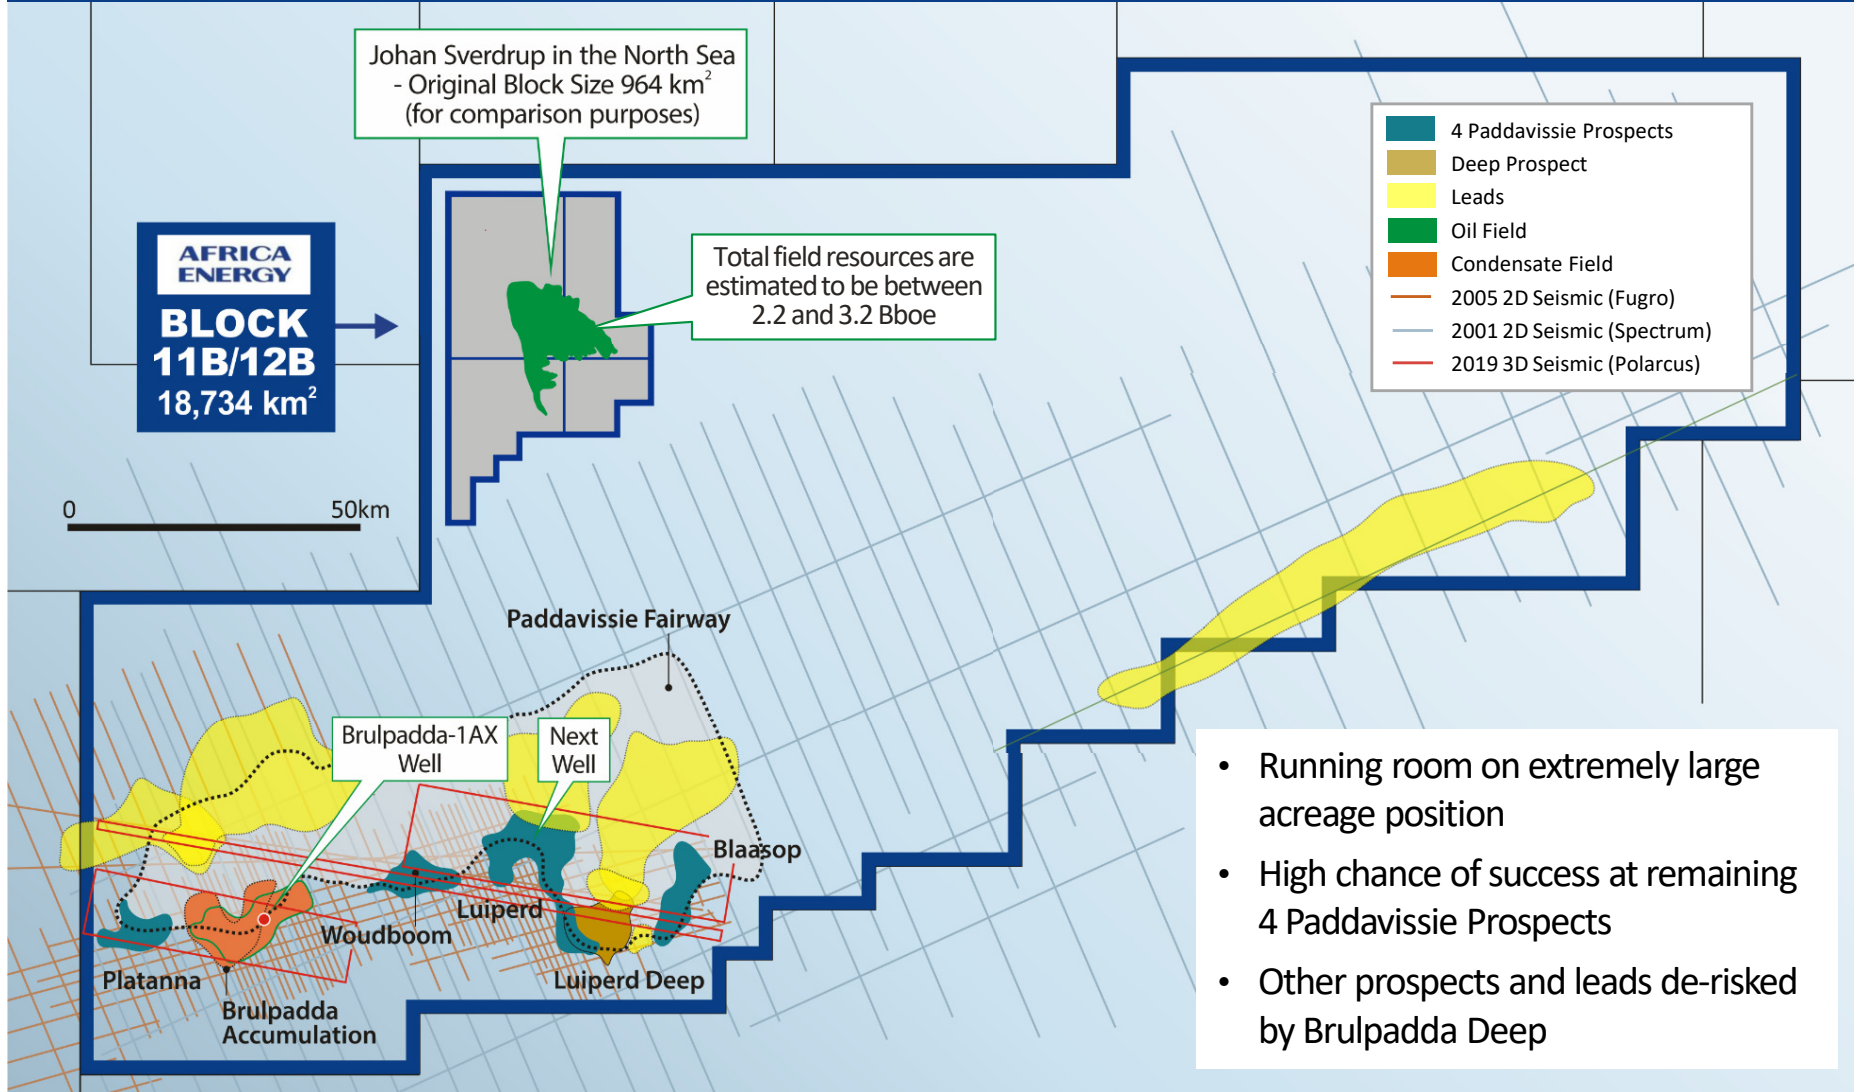 Johan Sverdrup in the North Sea
- Original Block Size 964 km²
(for comparison purposes)
AFRICA
ENERGY
BLOCK
11B/12B
18,734 km²
Total field resources are
estimated to be between
2.2 and 3.2 Bboe
4 Paddavissie Prospects
Deep Prospect
Leads
Oil Field
Condensate Field
2005 2D Seismic (Fugro)
2001 2D Seismic (Spectrum)
2019 3D Seismic (Polarcus)
0 50km
Paddavissie Fairway
Brulpadda-1AX
Well
Next
Well
Blaasop
Luiperd
Woudboom
Platanna
Luiperd Deep
Brulpadda
Accumulation
• Running room on extremely large
acreage position
• High chance of success at remaining
4 Paddavissie Prospects
• Other prospects and leads de-risked
by Brulpadda Deep